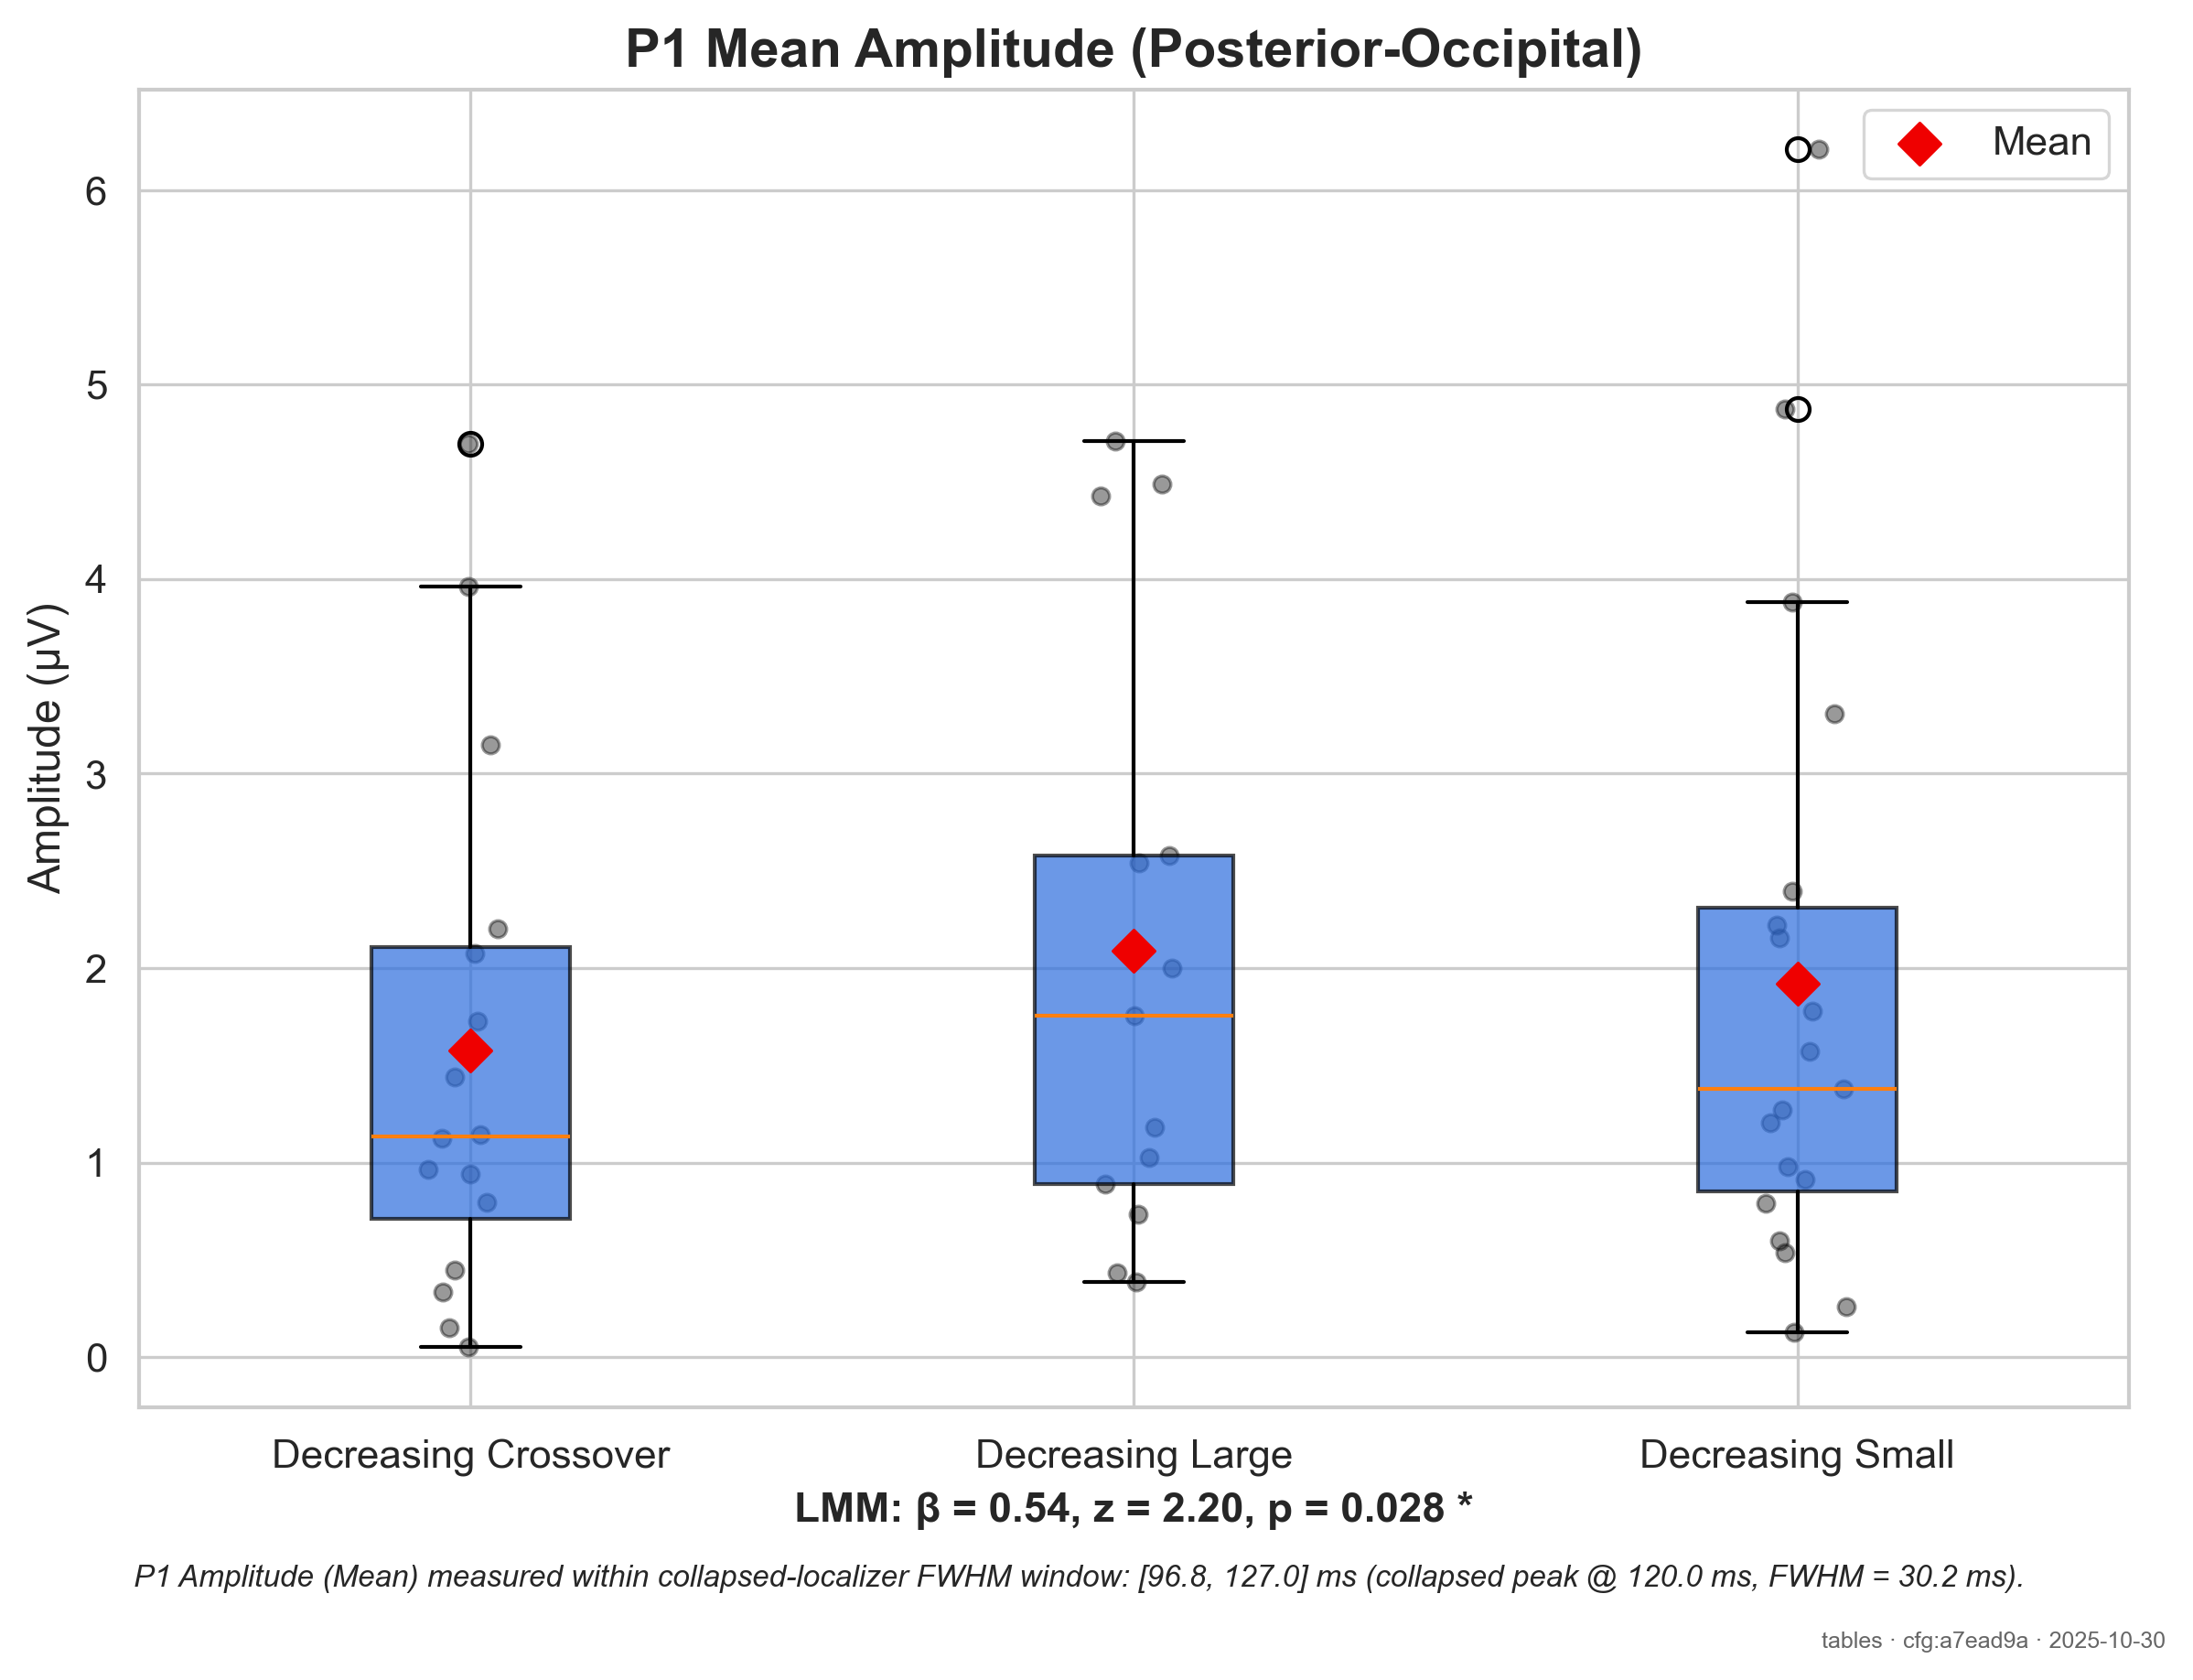 P1 Mean Amplitude (Posterior-Occipital)
Mean
Amplitude (µV)
6
5
4
3
2
1
0
Decreasing Crossover
Decreasing Large
Decreasing Small
LMM: β = 0.54, z = 2.20, p = 0.028 *
P1 Amplitude (Mean) measured within collapsed-localizer FWHM window: [96.8, 127.0] ms (collapsed peak @ 120.0 ms, FWHM = 30.2 ms).
tables · cfg:a7ead9a · 2025-10-30